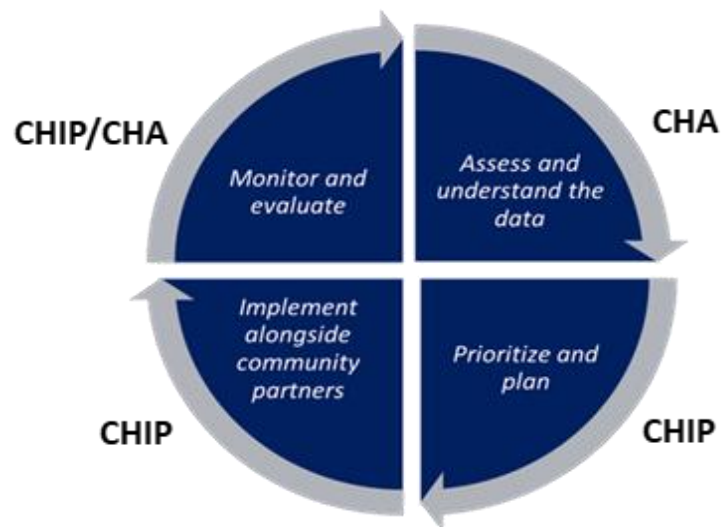 CHIP/CHA
Monitor and
evaluate
Assess and
understand the
data
CHA
Implement
alongside
community
partners
CHIP
Prioritize and
plan
CHIP